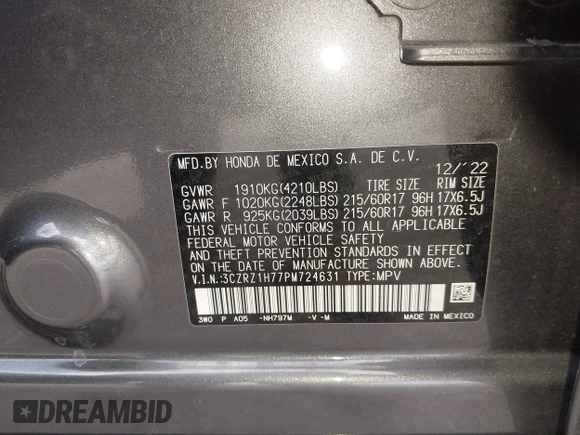 MFD.BY HONDA DE MEXICO S.A. DE C.V.
12/'22
GVWR 1910KG(4210LBS) TIRE SIZE RIM SIZE
GAWR F 1020KG(2248LBS) 215/60R17 96H 17X6.5J
GAWR R 925KG(2039LBS) 215/60R17 96H 17X6.5J
THIS VEHICLE CONFORMS TO ALL APPLICABLE
FEDERAL MOTOR VEHICLE SAFETY
AND THEFT PREVENTION STANDARDS IN EFFECT
ON THE DATE OF MANUFACTURE SHOWN ABOVE.
V.I.N.:3CZRZ1H77PM724631 TYPE:MPV
3W0 P A05 -NH797M -V -M MADE IN MEXICO
DREAMBID